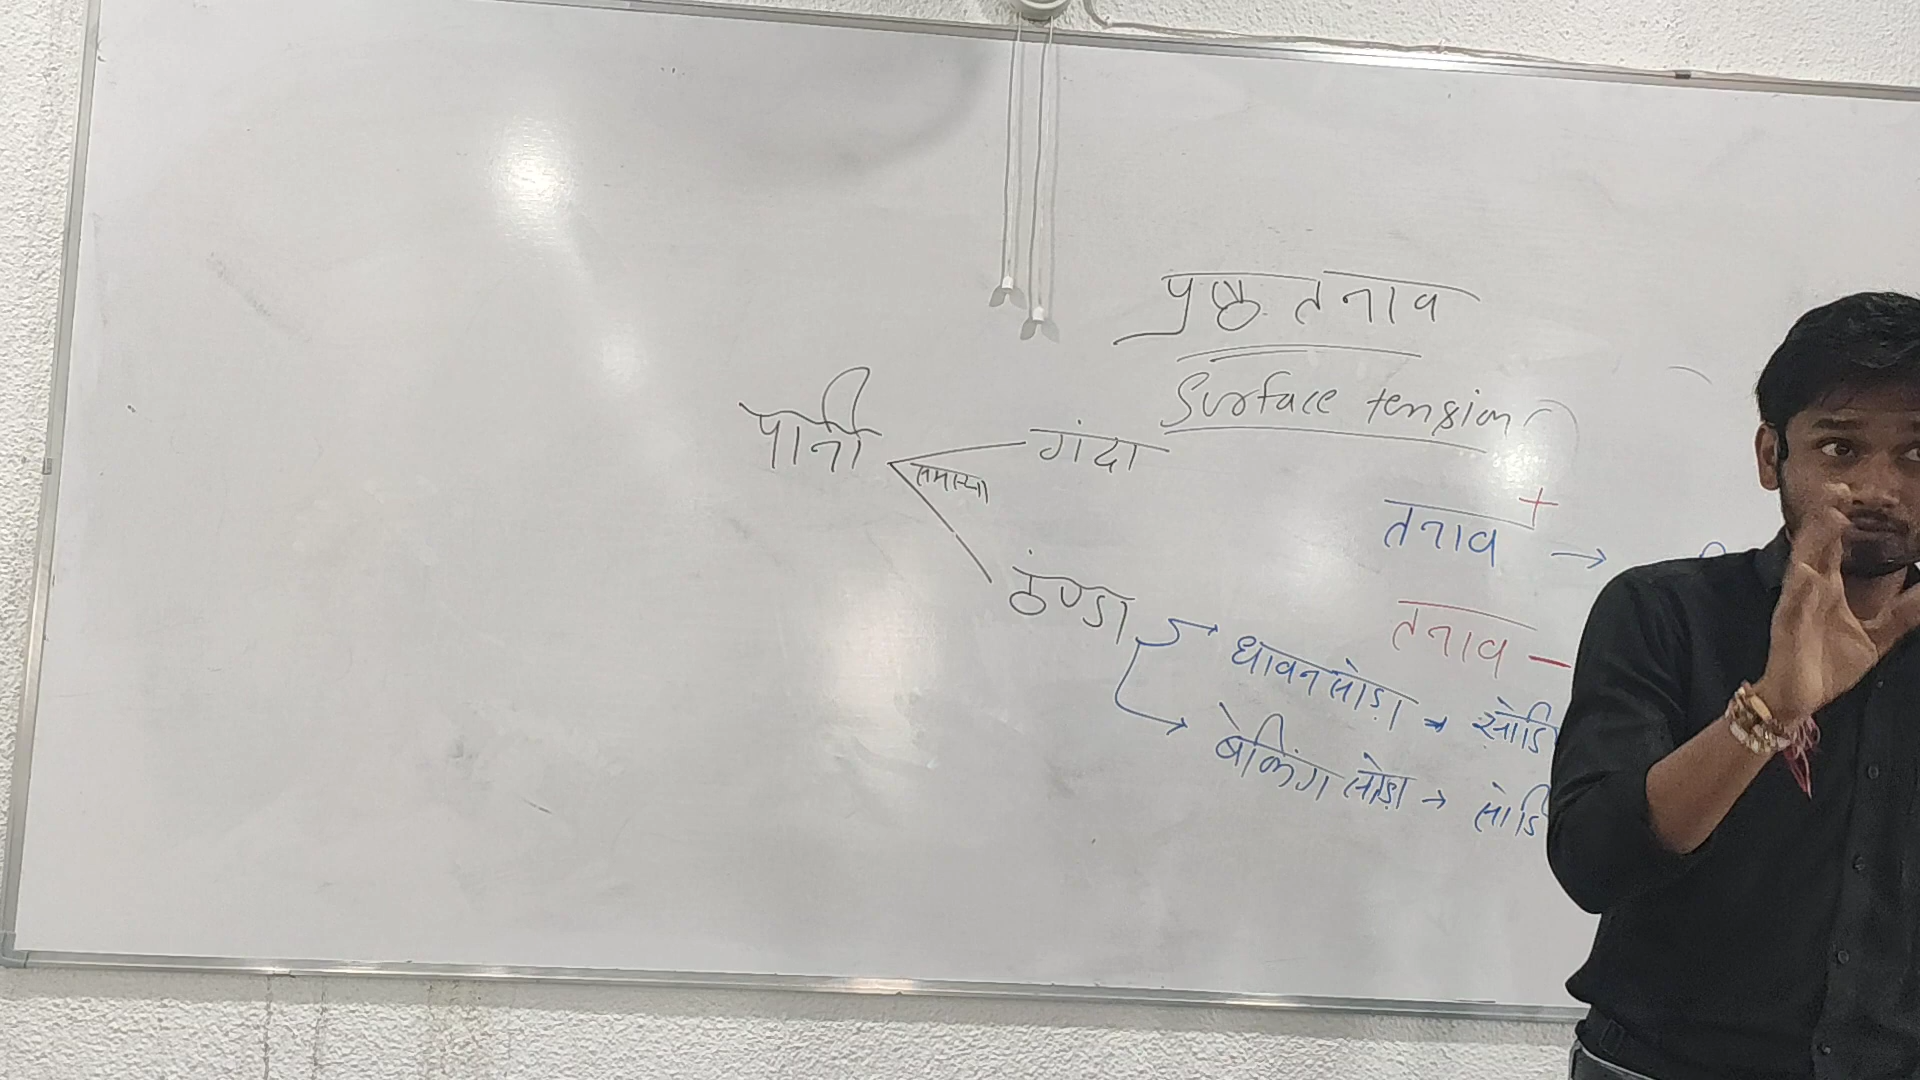 पृष्ठ तनाव
Surface tension
पानी
समस्या
गंदा
ठण्डा
तनाव +
→
तनाव −
→ धावन सोडा → सोडि
→ बेकिंग सोडा → सोडि